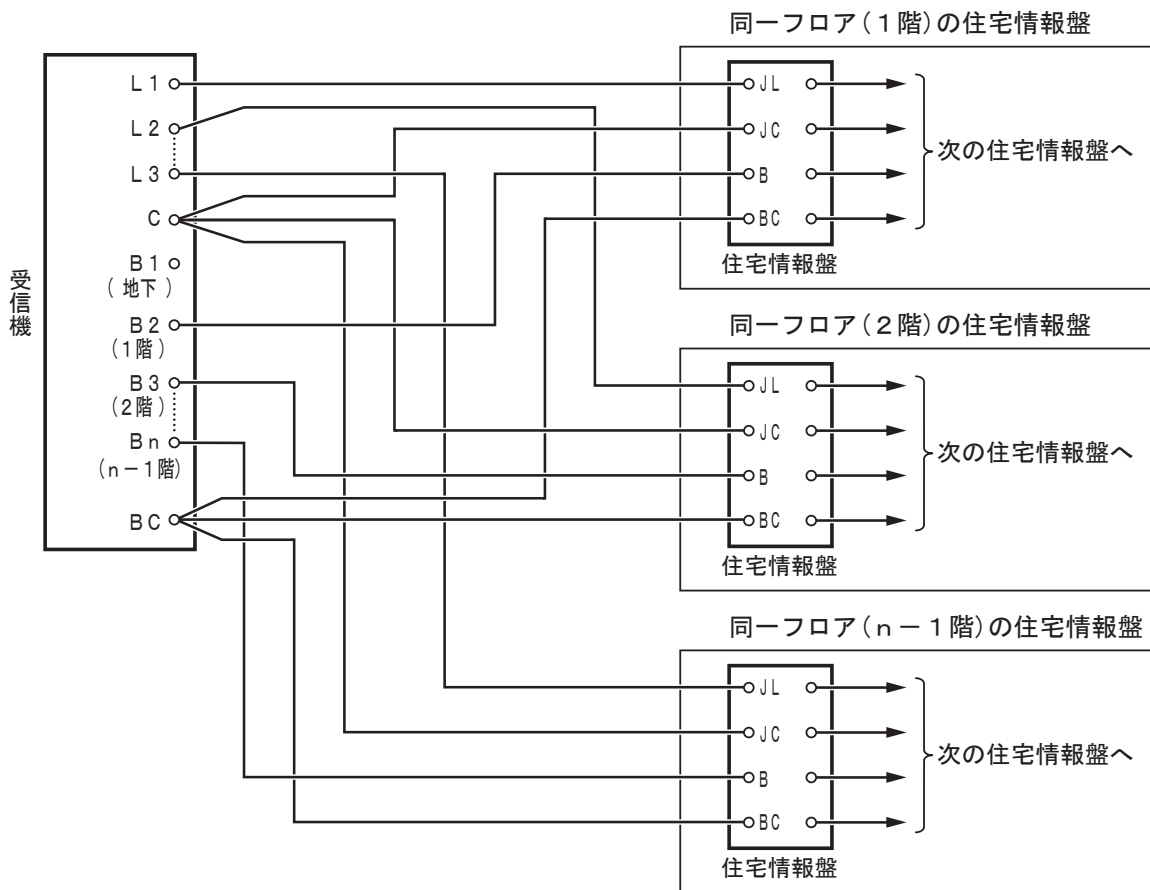 受信機
L1
L2
L3
C
B1
(地下)
B2
(1階)
B3
(2階)
Bn
(n－1階)
BC
同一フロア(1階)の住宅情報盤
JL
JC
B
BC
住宅情報盤
次の住宅情報盤へ
同一フロア(2階)の住宅情報盤
JL
JC
B
BC
住宅情報盤
次の住宅情報盤へ
同一フロア(n－1階)の住宅情報盤
JL
JC
B
BC
住宅情報盤
次の住宅情報盤へ